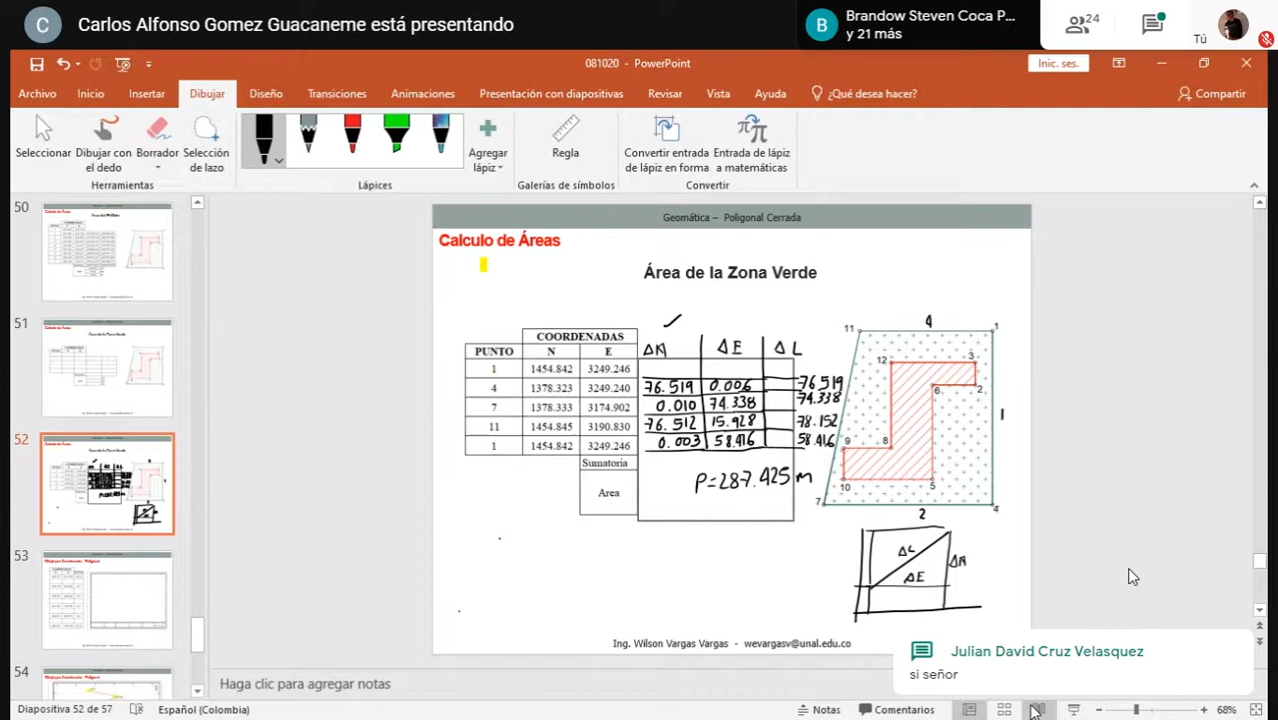 C Carlos Alfonso Gomez Guacaneme está presentando
B Brandow Steven Coca P...
y 21 más
24
Tú
081020 - PowerPoint
Inic. ses.
Archivo Inicio Insertar Dibujar Diseño Transiciones Animaciones Presentación con diapositivas Revisar Vista Ayuda ¿Qué desea hacer? Compartir
Seleccionar Dibujar con el dedo Borrador Selección de lazo Agregar lápiz Regla Convertir entrada de lápiz en forma Entrada de lápiz a matemáticas
Herramientas Lápices Galerías de símbolos Convertir
50
51
52
53
54
Geomática – Poligonal Cerrada
Calculo de Áreas
Área de la Zona Verde
COORDENADAS
PUNTO N E ΔN ΔE ΔL
1 1454.842 3249.246
4 1378.323 3249.240 76.519 0.006 76.519
7 1378.333 3174.902 0.010 74.338 74.338
11 1454.845 3190.830 76.512 15.928 78.152
1 1454.842 3249.246 0.003 58.416 58.416
Sumatoria
Area
P=287.425 m
11 4 1
12 3
6 2
1
9 8
10 5
7 2 4
ΔL
ΔN
ΔE
Ing. Wilson Vargas Vargas - wevargasv@unal.edu.co
Julian David Cruz Velasquez
si señor
Haga clic para agregar notas
Diapositiva 52 de 57 Español (Colombia) Notas Comentarios 68%